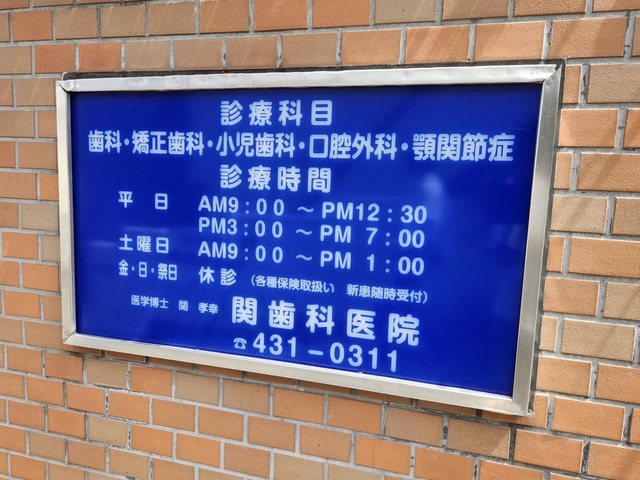 診療科目
歯科・矯正歯科・小児歯科・口腔外科・顎関節症
診療時間
平日 AM9：00 ～ PM12：30
PM3：00 ～ PM 7：00
土曜日 AM9：00 ～ PM 1：00
金・日・祭日 休診 （各種保険取扱い 新患随時受付）
医学博士 関 孝幸 関歯科医院
☎431－0311